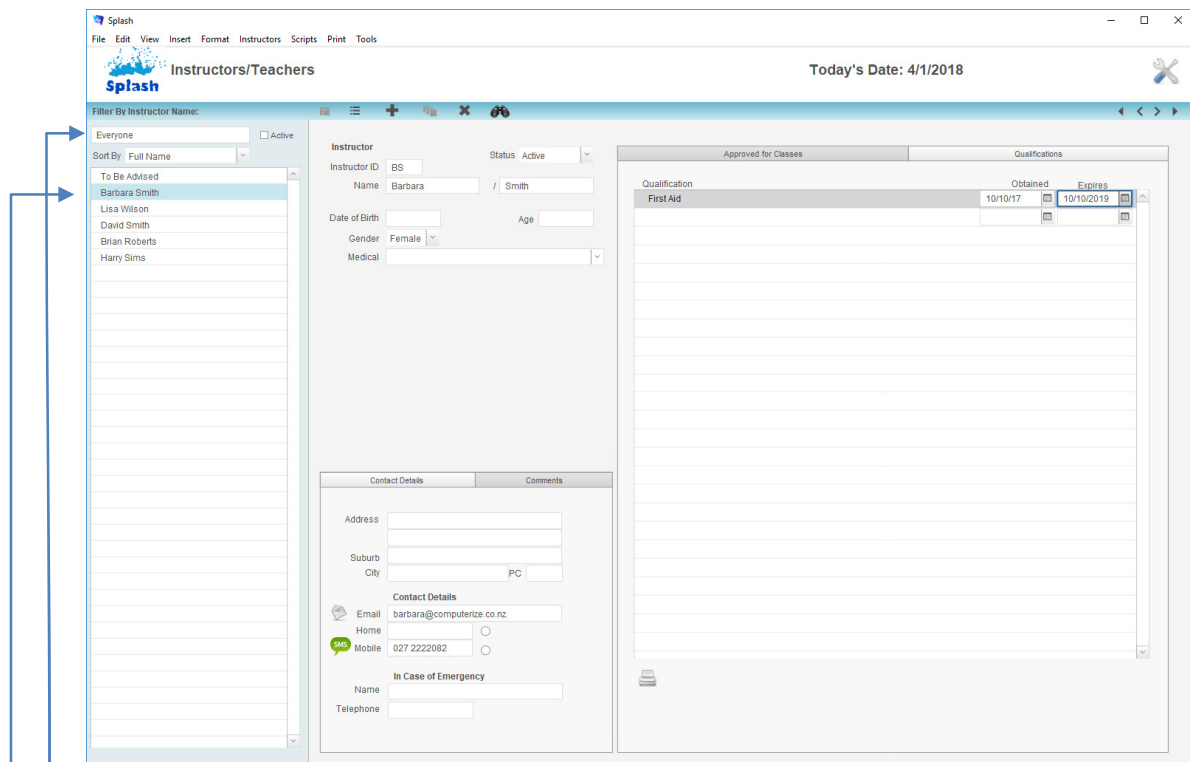 Splash
File Edit View Insert Format Instructors Scripts Print Tools
Splash
Instructors/Teachers
Today's Date: 4/1/2018
Filter By Instructor Name:
Everyone
Active
Sort By Full Name
To Be Advised
Barbara Smith
Lisa Wilson
David Smith
Brian Roberts
Harry Sims
Instructor
Status Active
Instructor ID BS
Name Barbara / Smith
Date of Birth
Age
Gender Female
Medical
Contact Details
Comments
Address
Suburb
City
PC
Contact Details
Email barbara@computerize.co.nz
Home
SMS
Mobile 027 2222082
In Case of Emergency
Name
Telephone
Approved for Classes
Qualifications
Qualification Obtained Expires
First Aid 10/10/17 10/10/2019